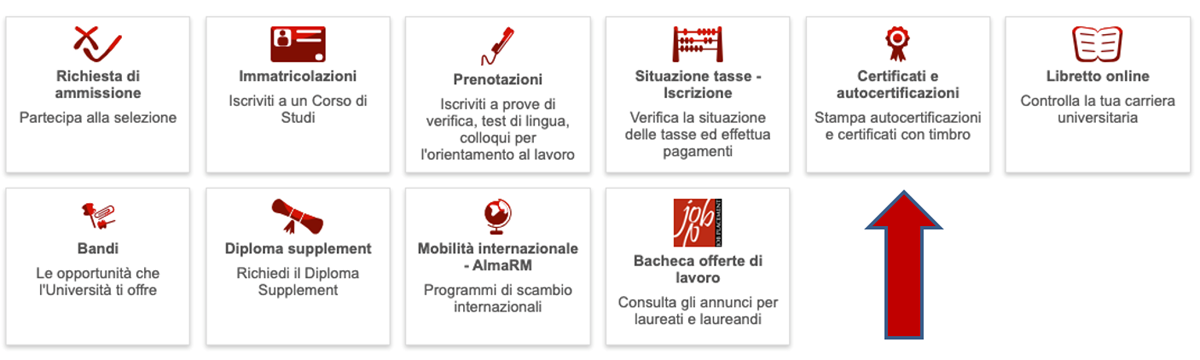 Richiesta di
ammissione
Partecipa alla selezione
Immatricolazioni
Iscriviti a un Corso di
Studi
Prenotazioni
Iscriviti a prove di
verifica, test di lingua,
colloqui per
l'orientamento al lavoro
Situazione tasse -
Iscrizione
Verifica la situazione
delle tasse ed effettua
pagamenti
Certificati e
autocertificazioni
Stampa autocertificazioni
e certificati con timbro
Libretto online
Controlla la tua carriera
universitaria
Bandi
Le opportunità che
l'Università ti offre
Diploma supplement
Richiedi il Diploma
Supplement
Mobilità internazionale
- AlmaRM
Programmi di scambio
internazionali
job
Bacheca offerte di
lavoro
Consulta gli annunci per
laureati e laureandi